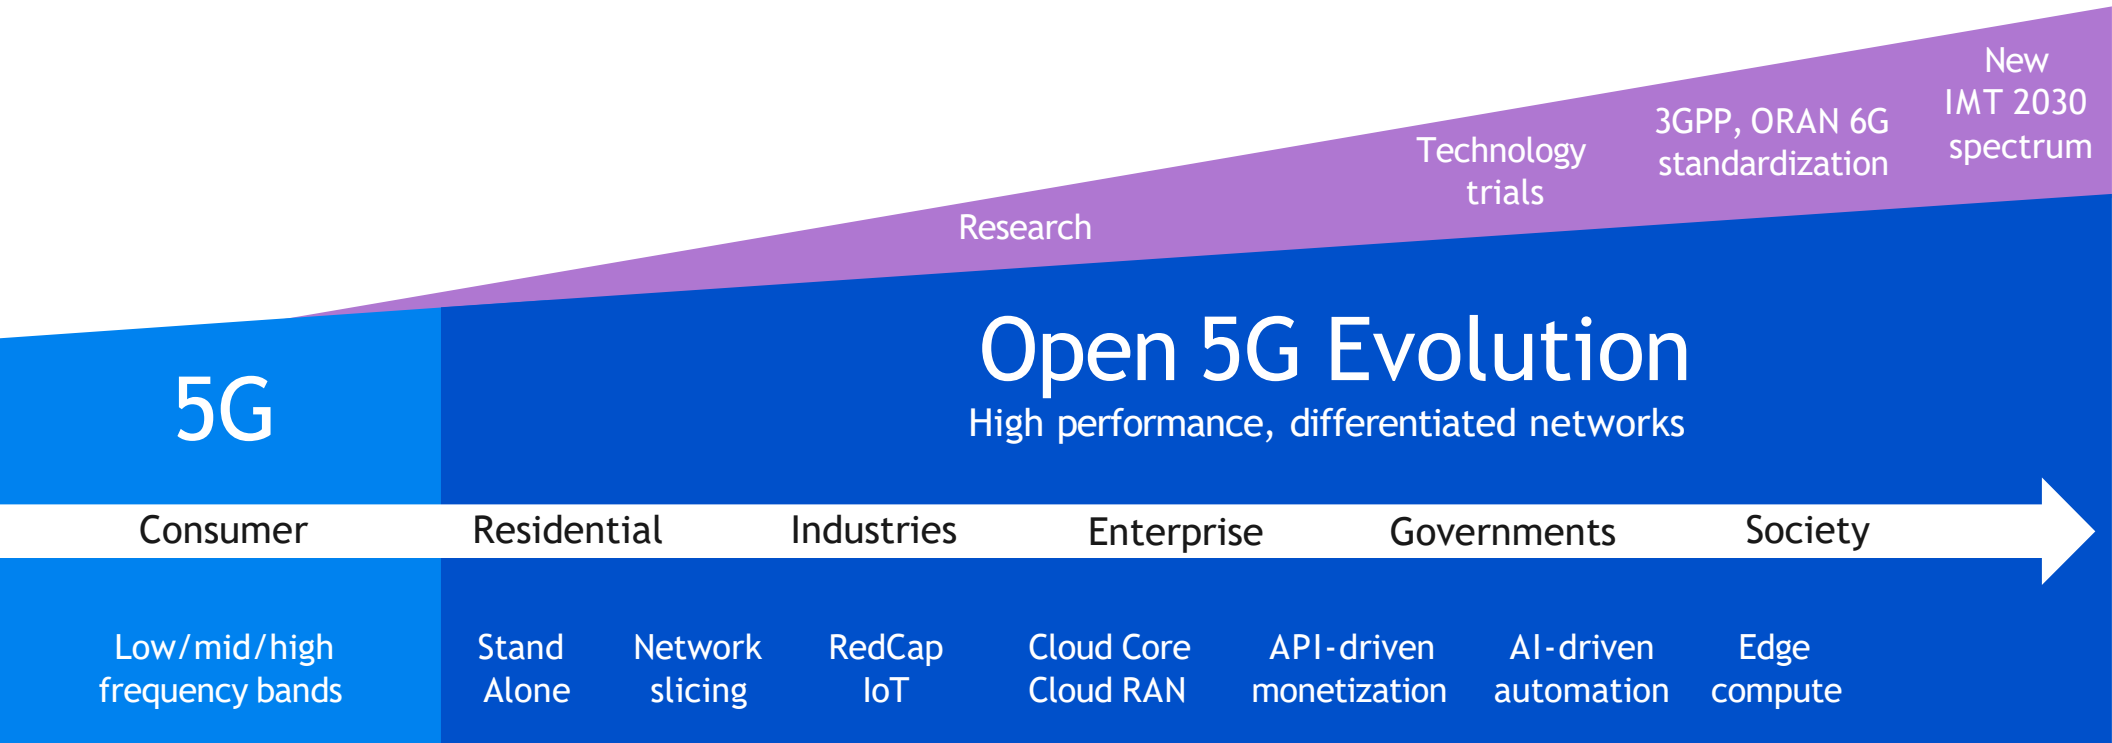 New
IMT 2030
spectrum
3GPP, ORAN 6G
standardization
Technology
trials
Research
Open 5G Evolution
High performance, differentiated networks
5G
Consumer
Residential
Industries
Enterprise
Governments
Society
Low/mid/high
frequency bands
Stand
Alone
Network
slicing
RedCap
IoT
Cloud Core
Cloud RAN
API-driven
monetization
AI-driven
automation
Edge
compute